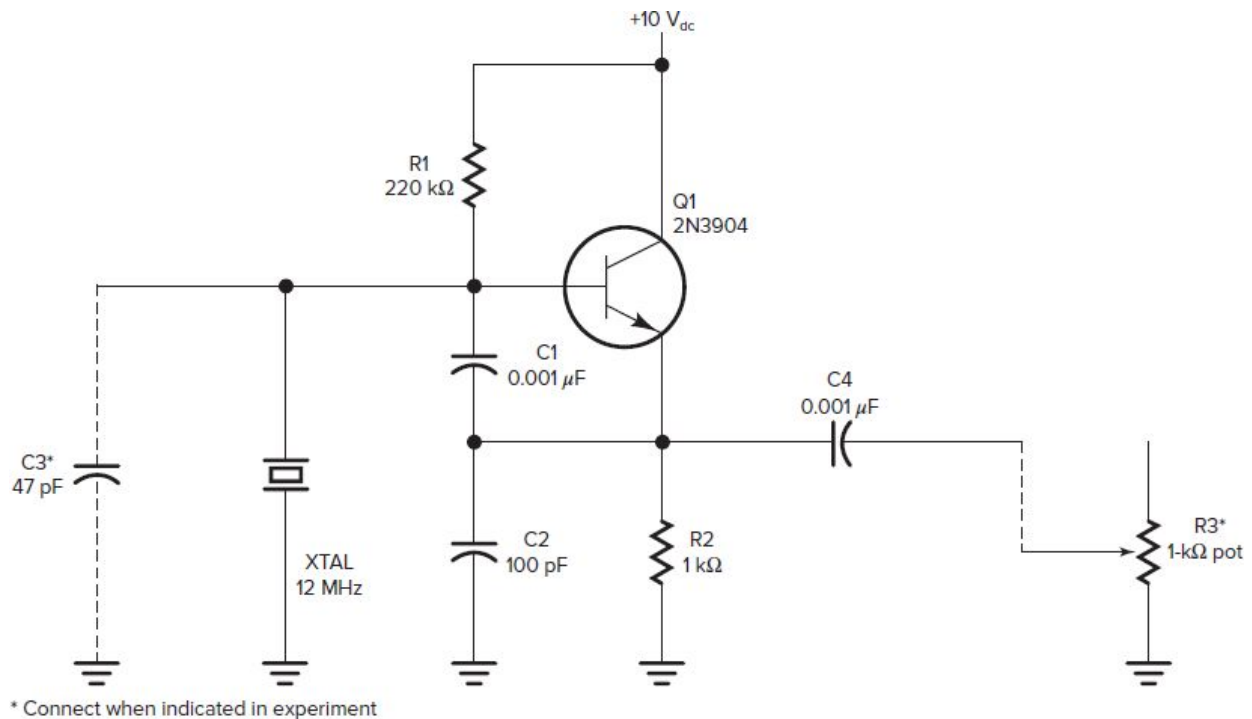 +10 Vdc
R1
220 kΩ
Q1
2N3904
C1
0.001 μF
C4
0.001 μF
C3*
47 pF
XTAL
12 MHz
C2
100 pF
R2
1 kΩ
R3*
1-kΩ pot
* Connect when indicated in experiment